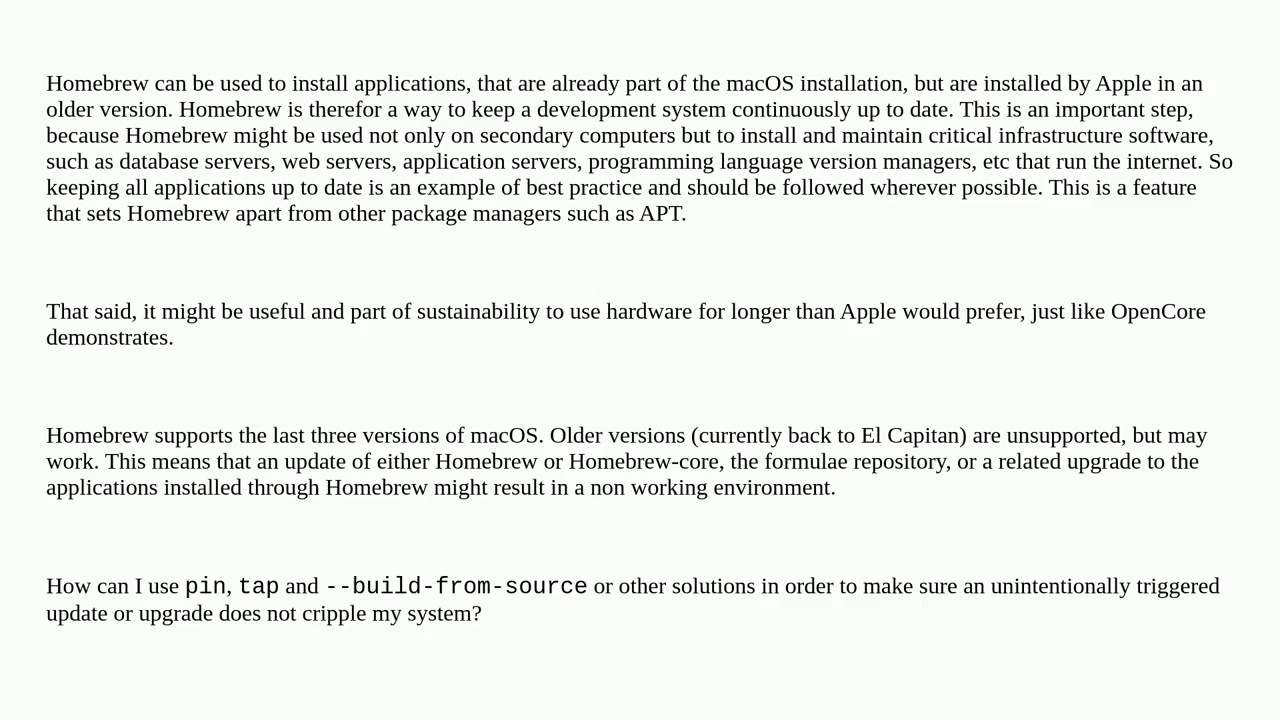 Homebrew can be used to install applications, that are already part of the macOS installation, but are installed by Apple in an
older version. Homebrew is therefor a way to keep a development system continuously up to date. This is an important step,
because Homebrew might be used not only on secondary computers but to install and maintain critical infrastructure software,
such as database servers, web servers, application servers, programming language version managers, etc that run the internet. So
keeping all applications up to date is an example of best practice and should be followed wherever possible. This is a feature
that sets Homebrew apart from other package managers such as APT.
That said, it might be useful and part of sustainability to use hardware for longer than Apple would prefer, just like OpenCore
demonstrates.
Homebrew supports the last three versions of macOS. Older versions (currently back to El Capitan) are unsupported, but may
work. This means that an update of either Homebrew or Homebrew-core, the formulae repository, or a related upgrade to the
applications installed through Homebrew might result in a non working environment.
How can I use pin, tap and --build-from-source or other solutions in order to make sure an unintentionally triggered
update or upgrade does not cripple my system?